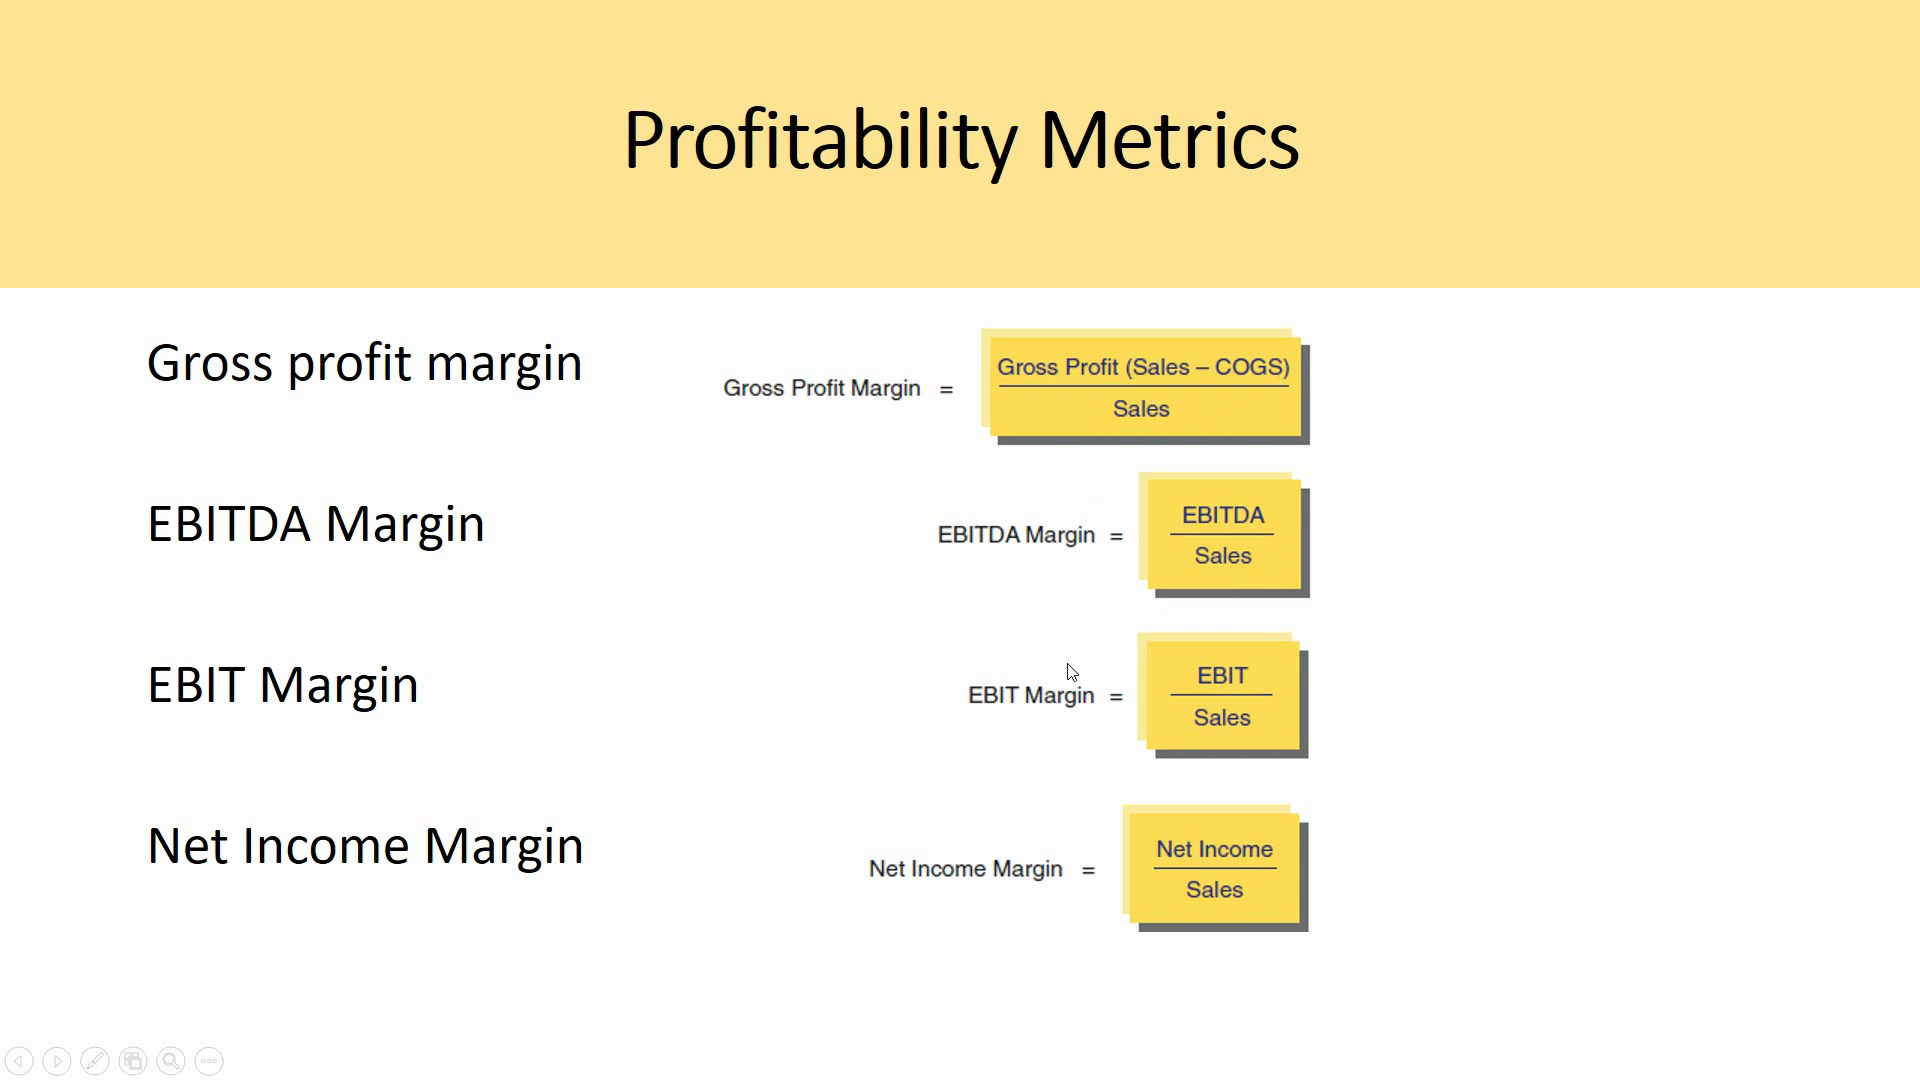 Profitability Metrics
Gross profit margin
Gross Profit Margin =
Gross Profit (Sales – COGS)
Sales
EBITDA Margin
EBITDA Margin =
EBITDA
Sales
EBIT Margin
EBIT Margin =
EBIT
Sales
Net Income Margin
Net Income Margin =
Net Income
Sales